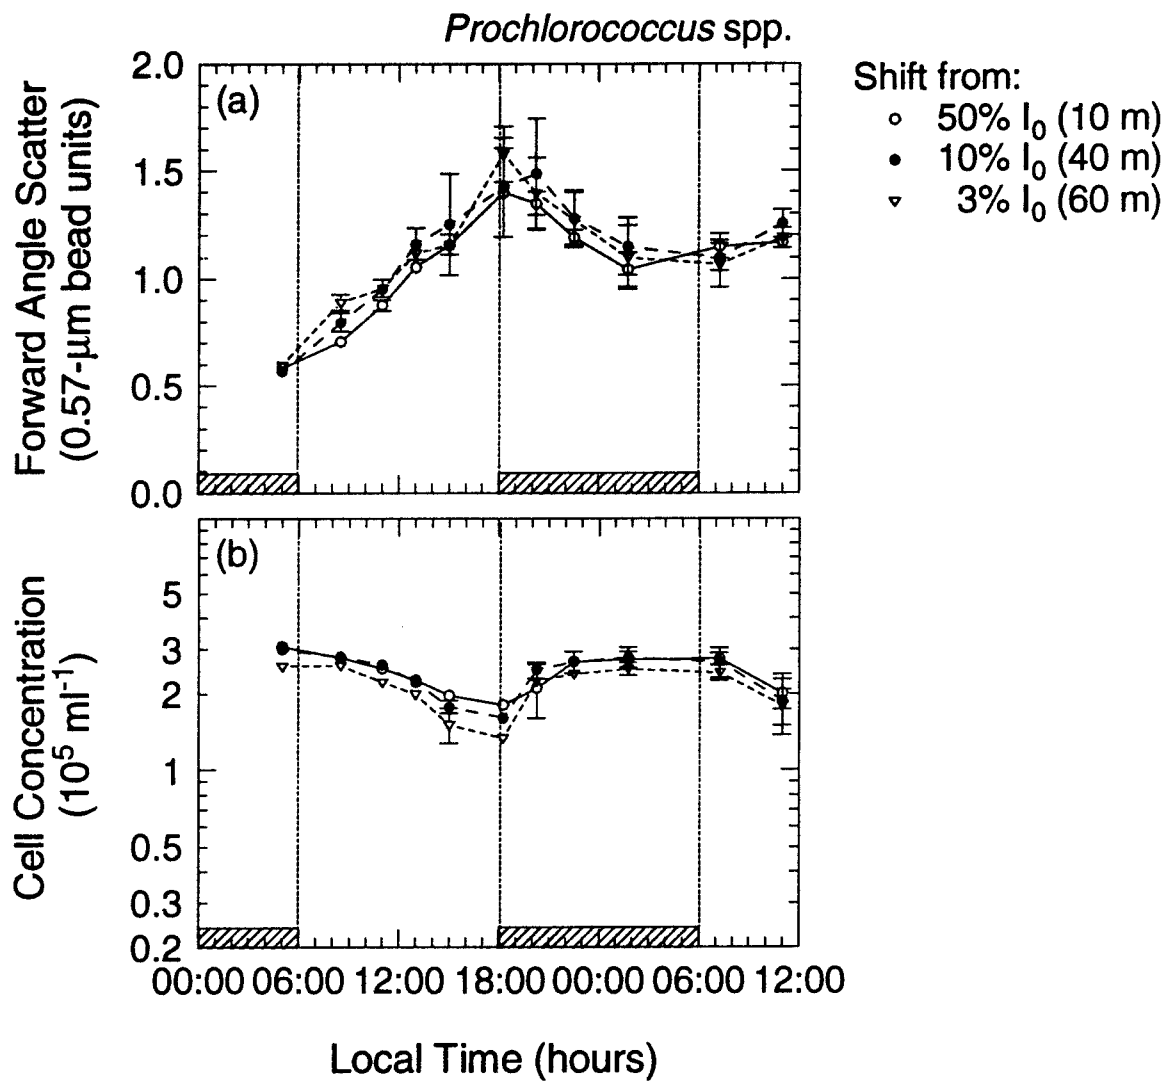 Prochlorococcus spp.
Forward Angle Scatter
(0.57-μm bead units)
2.0
1.5
1.0
0.5
0.0
(a)
Shift from:
50% I0 (10 m)
10% I0 (40 m)
3% I0 (60 m)
Cell Concentration
(10⁵ ml⁻¹)
5
3
2
1
0.5
0.3
0.2
(b)
00:00 06:00 12:00 18:00 00:00 06:00 12:00
Local Time (hours)